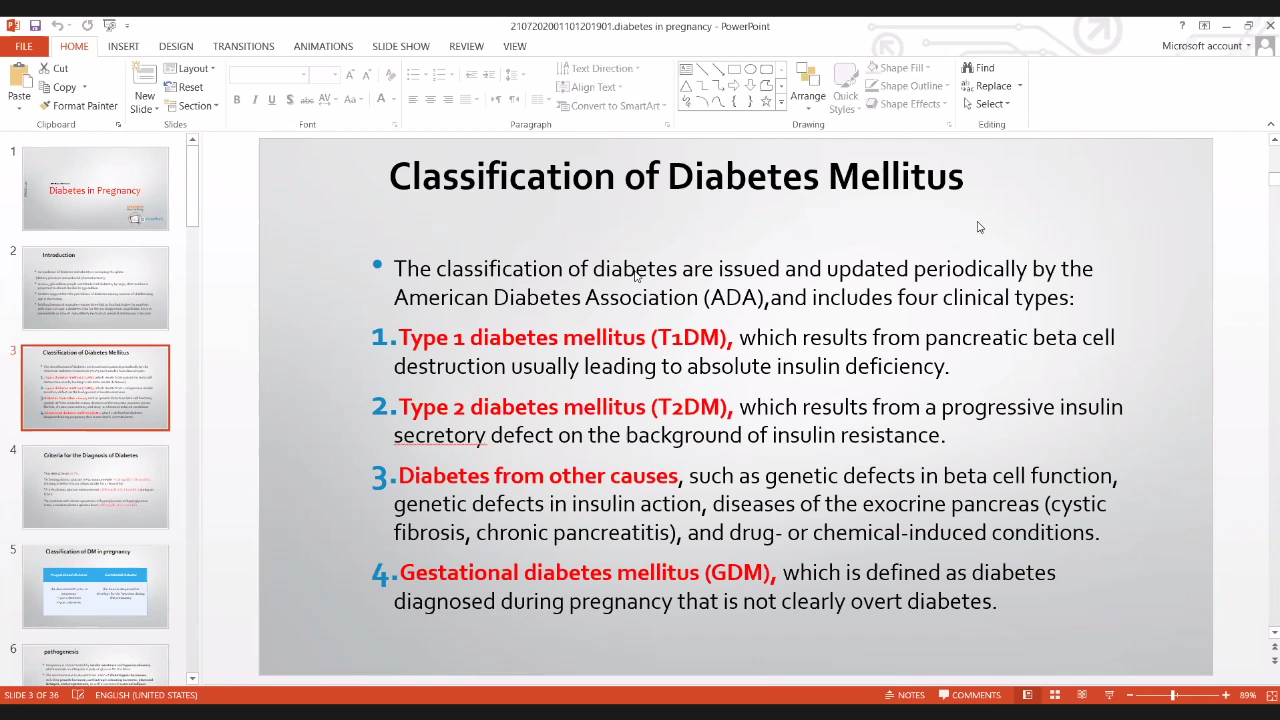 2107202001101201901.diabetes in pregnancy - PowerPoint
FILE HOME INSERT DESIGN TRANSITIONS ANIMATIONS SLIDE SHOW REVIEW VIEW Microsoft account
Paste Cut Copy Format Painter
New Slide Layout Reset Section
Text Direction Align Text Convert to SmartArt
Arrange Quick Styles Shape Fill Shape Outline Shape Effects
Find Replace Select
Clipboard Slides Font Paragraph Drawing Editing
1
Diabetes in Pregnancy
2
Introduction
3
Classification of Diabetes Mellitus
4
Criteria for the Diagnosis of Diabetes
5
Classification of DM in pregnancy
6
pathogenesis
Classification of Diabetes Mellitus
• The classification of diabetes are issued and updated periodically by the
American Diabetes Association (ADA),and includes four clinical types:
1.Type 1 diabetes mellitus (T1DM), which results from pancreatic beta cell
destruction usually leading to absolute insulin deficiency.
2.Type 2 diabetes mellitus (T2DM), which results from a progressive insulin
secretory defect on the background of insulin resistance.
3.Diabetes from other causes, such as genetic defects in beta cell function,
genetic defects in insulin action, diseases of the exocrine pancreas (cystic
fibrosis, chronic pancreatitis), and drug- or chemical-induced conditions.
4.Gestational diabetes mellitus (GDM), which is defined as diabetes
diagnosed during pregnancy that is not clearly overt diabetes.
SLIDE 3 OF 36 ENGLISH (UNITED STATES) NOTES COMMENTS 89%